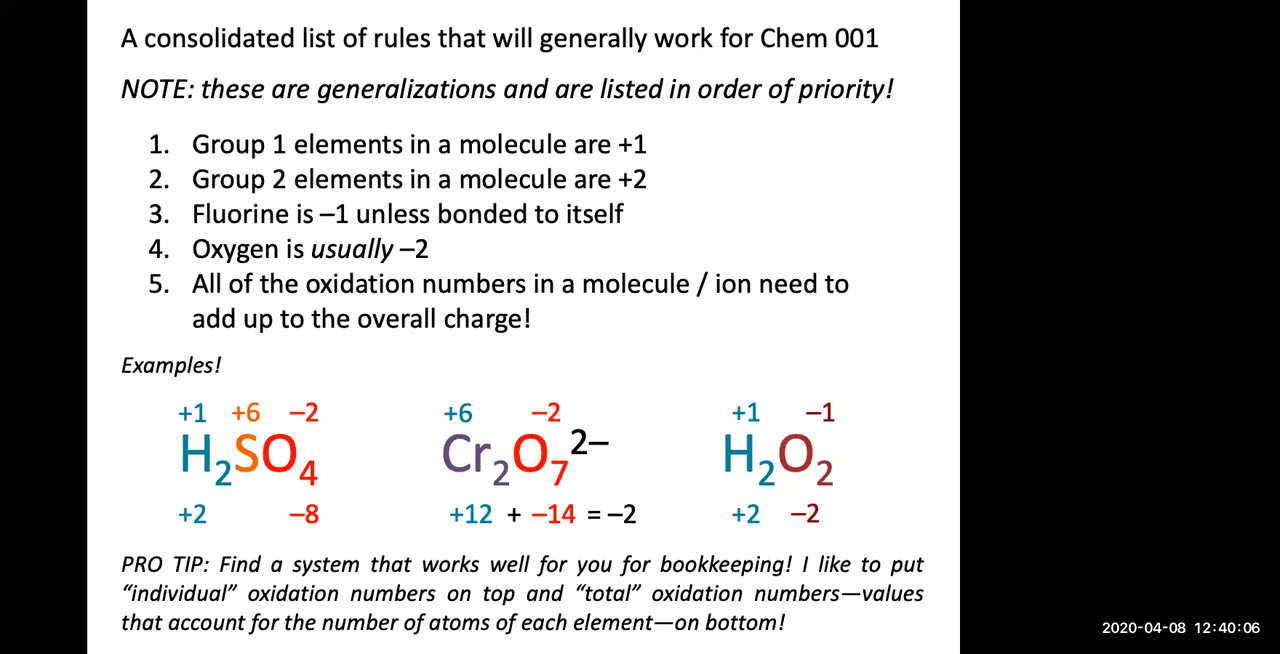 A consolidated list of rules that will generally work for Chem 001
NOTE: these are generalizations and are listed in order of priority!
1. Group 1 elements in a molecule are +1
2. Group 2 elements in a molecule are +2
3. Fluorine is –1 unless bonded to itself
4. Oxygen is usually –2
5. All of the oxidation numbers in a molecule / ion need to
add up to the overall charge!
Examples!
+1 +6 –2 +6 –2 +1 –1
H₂SO₄ Cr₂O₇²⁻ H₂O₂
+2 –8 +12 + –14 = –2 +2 –2
PRO TIP: Find a system that works well for you for bookkeeping! I like to put
“individual” oxidation numbers on top and “total” oxidation numbers—values
that account for the number of atoms of each element—on bottom!
2020-04-08 12:40:06